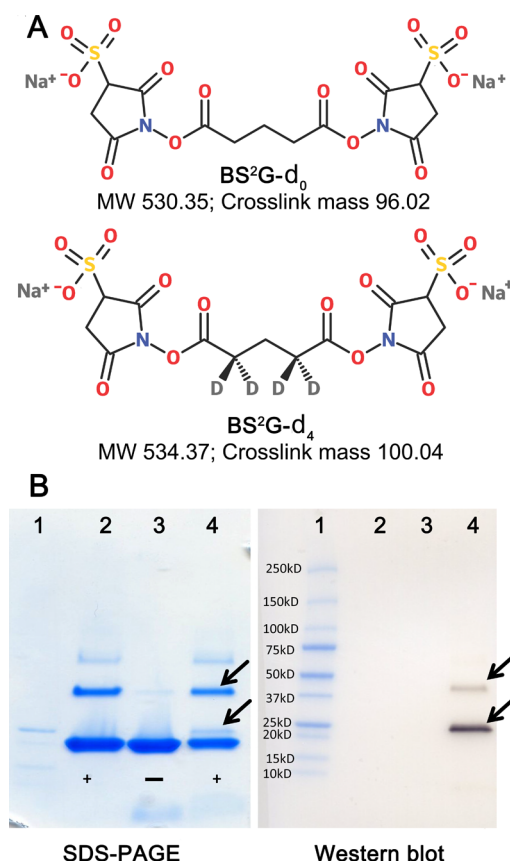 A
O O O O O O O O
S S
Na⁺ ⁻O O⁻ Na⁺
N O O N
O O
BS²G-d₀
MW 530.35; Crosslink mass 96.02
O O O O O O O O
S S
Na⁺ ⁻O O⁻ Na⁺
N O O N
O D D D D O
BS²G-d₄
MW 534.37; Crosslink mass 100.04
B
1 2 3 4 1 2 3 4
250kD
150kD
100kD
75kD
50kD
37kD
25kD
20kD
15kD
10kD
+ − +
SDS-PAGE Western blot